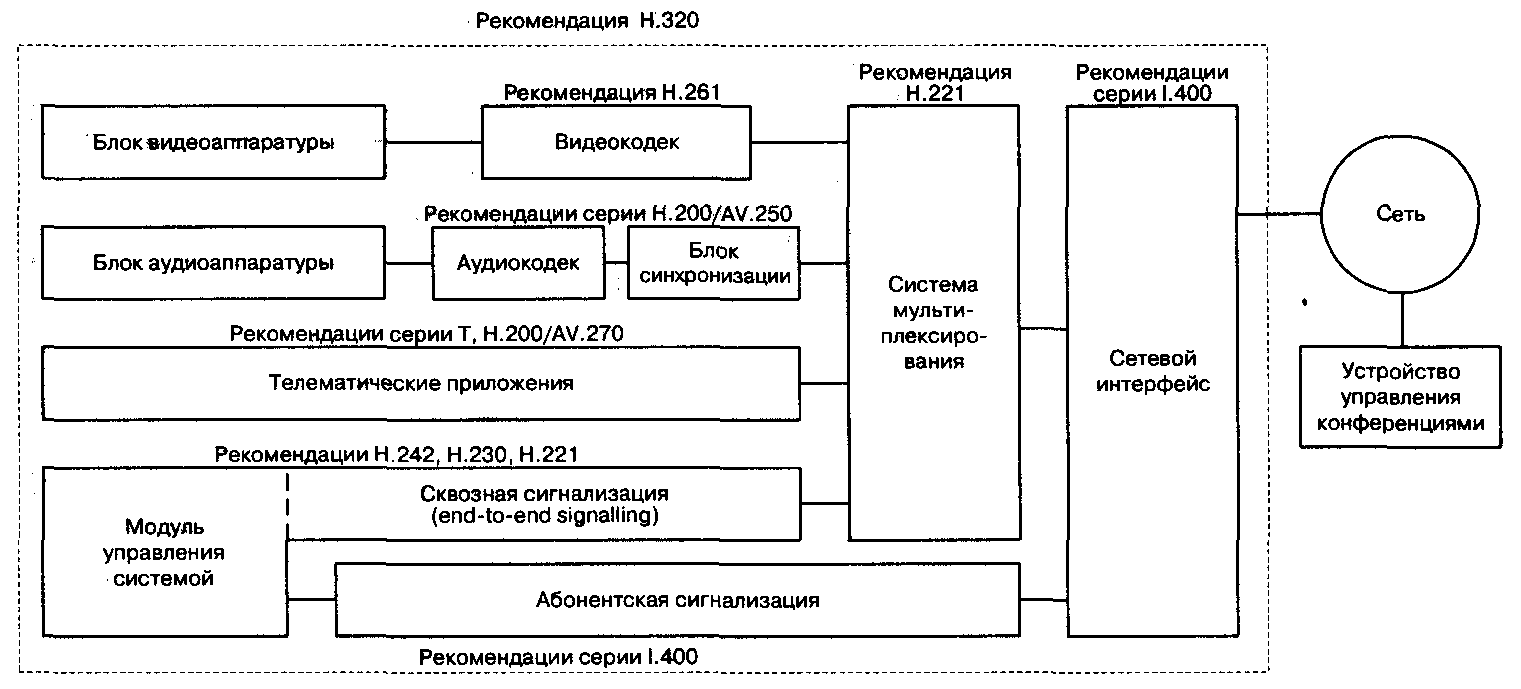 Рекомендация H.320
Рекомендация H.261
Рекомендация
H.221
Рекомендации
серии I.400
Блок видеоаппаратуры
Видеокодек
Рекомендации серии H.200/AV.250
Блок аудиоаппаратуры
Аудиокодек
Блок
синхронизации
Рекомендации серии T, H.200/AV.270
Телематические приложения
Рекомендации H.242, H.230, H.221
Модуль
управления
системой
Сквозная сигнализация
(end-to-end signalling)
Абонентская сигнализация
Рекомендации серии I.400
Система
мульти-
плексиро-
вания
Сетевой
интерфейс
Сеть
Устройство
управления
конференциями